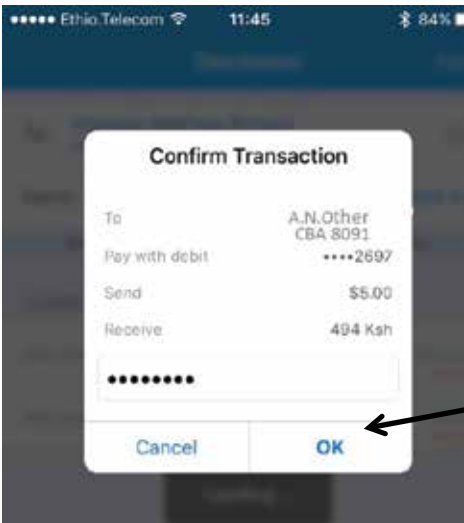 ●●●●● Ethio.Telecom 11:45 84%
Confirm Transaction
To A.N.Other
CBA 8091
Pay with debit ••••2697
Send $5.00
Receive 494 Ksh
●●●●●●●●
Cancel OK